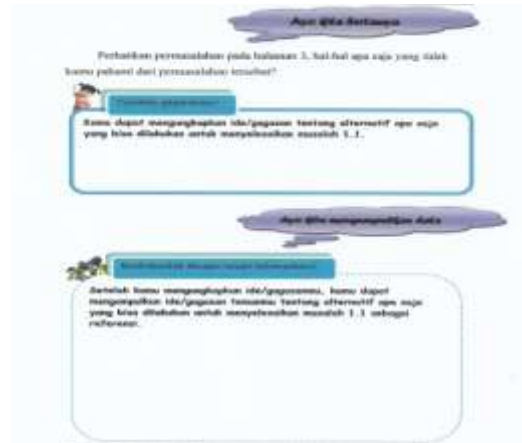 Ayo Kita Bertanya
Perhatikan permasalahan pada halaman 3, hal-hal apa saja yang tidak
kamu pahami dari permasalahan tersebut?
Kamu dapat mengungkapkan ide/gagasan tentang alternatif apa saja
yang bisa dilakukan untuk menyelesaikan masalah 1.1.
Ayo Kita mengumpulkan data
Setelah kamu mengungkapkan ide/gagasanmu, kamu dapat
mengumpulkan ide/gagasan temanmu tentang alternatif apa saja
yang bisa dilakukan untuk menyelesaikan masalah 1.1 sebagai
referensi.